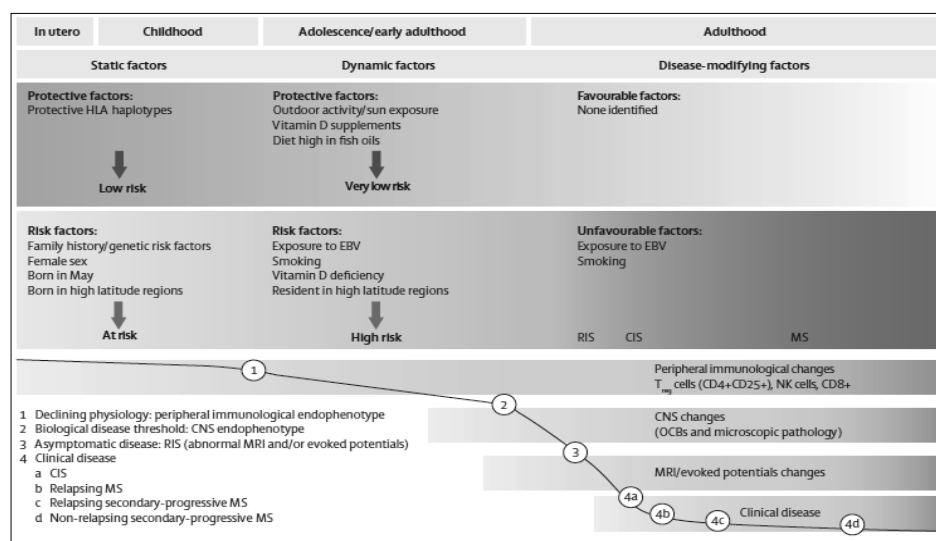 In utero
Childhood
Adolescence/early adulthood
Adulthood
Static factors
Dynamic factors
Disease-modifying factors
Protective factors:
Protective HLA haplotypes
Low risk
Protective factors:
Outdoor activity/sun exposure
Vitamin D supplements
Diet high in fish oils
Very low risk
Favourable factors:
None identified
Risk factors:
Family history/genetic risk factors
Female sex
Born in May
Born in high latitude regions
At risk
Risk factors:
Exposure to EBV
Smoking
Vitamin D deficiency
Resident in high latitude regions
High risk
Unfavourable factors:
Exposure to EBV
Smoking
RIS
CIS
MS
1
2
3
4a
4b
4c
4d
Peripheral immunological changes
Treg cells (CD4+CD25+), NK cells, CD8+
CNS changes
(OCBs and microscopic pathology)
MRI/evoked potentials changes
Clinical disease
1 Declining physiology: peripheral immunological endophenotype
2 Biological disease threshold: CNS endophenotype
3 Asymptomatic disease: RIS (abnormal MRI and/or evoked potentials)
4 Clinical disease
a CIS
b Relapsing MS
c Relapsing secondary-progressive MS
d Non-relapsing secondary-progressive MS